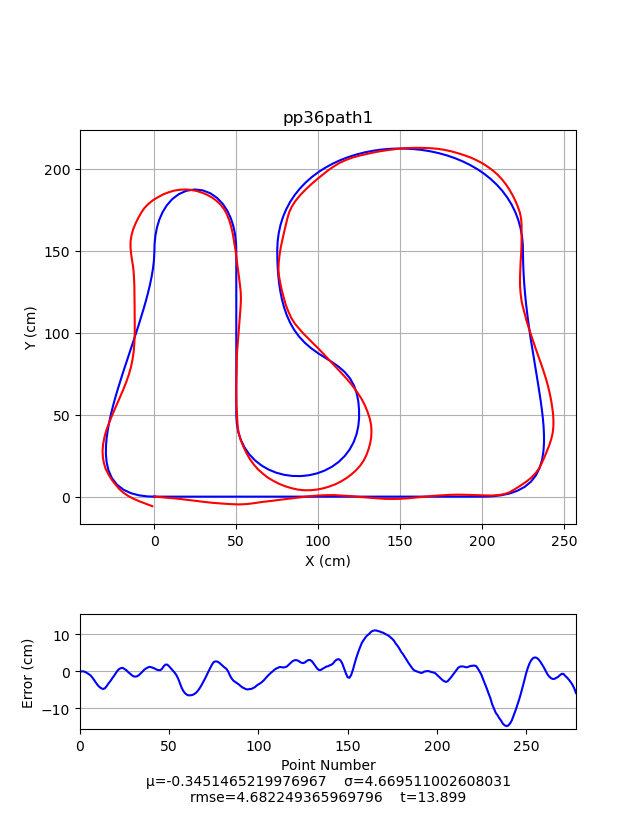 pp36path1
200
150
100
50
0
Y (cm)
0 50 100 150 200 250
X (cm)
10
0
−10
Error (cm)
0 50 100 150 200 250
Point Number
μ=-0.3451465219976967 σ=4.669511002608031
rmse=4.682249365969796 t=13.899